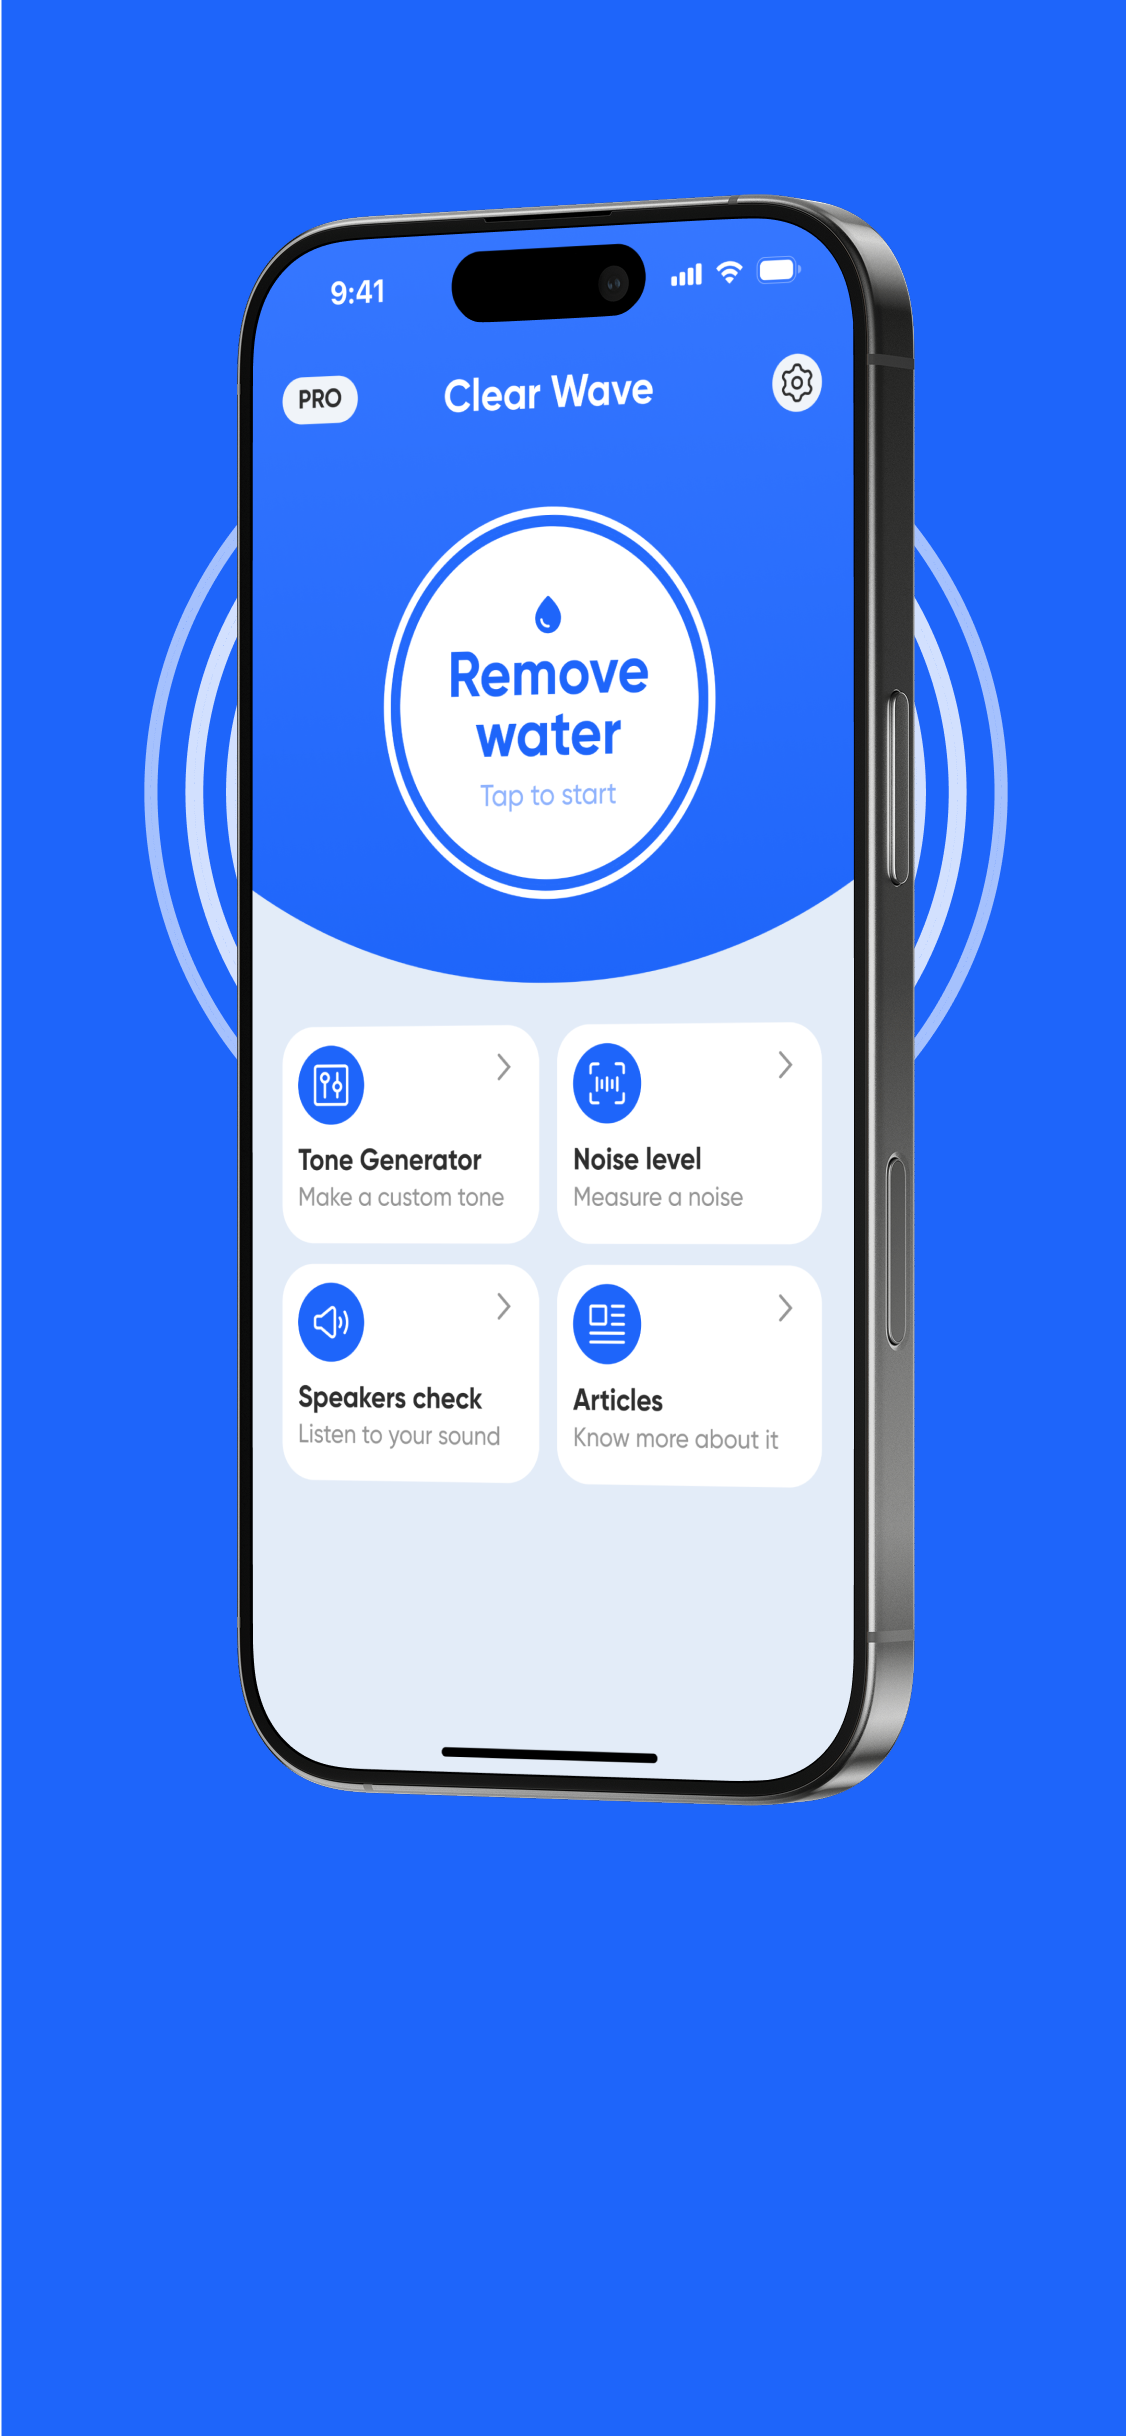 9:41
PRO
Clear Wave
Remove
water
Tap to start
Tone Generator
Make a custom tone
Noise level
Measure a noise
Speakers check
Listen to your sound
Articles
Know more about it